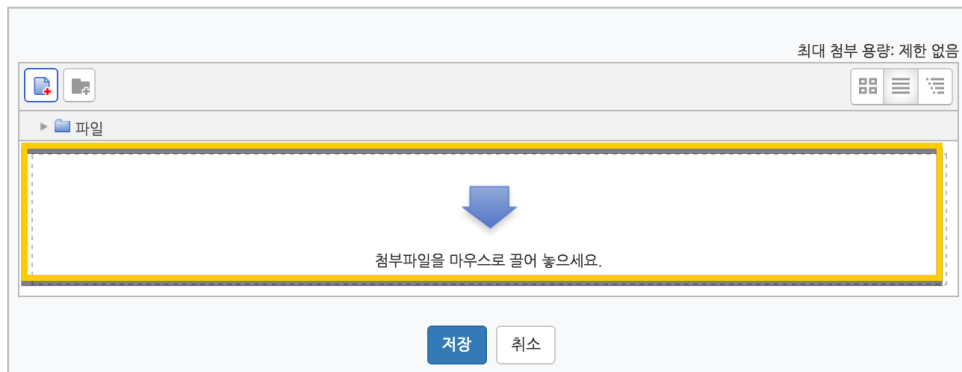 최대 첨부 용량: 제한 없음
파일
첨부파일을 마우스로 끌어 놓으세요.
저장 취소